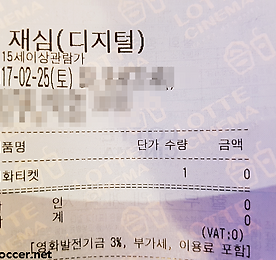 재심(디지털)
15세이상관람가
17-02-25(토)
품명 단가 수량 금액
화티켓 1 0
인 0
계 0
(VAT:0)
[영화발전기금 3%, 부가세, 이용료 포함]
occer.net
LOTTE CINEMA